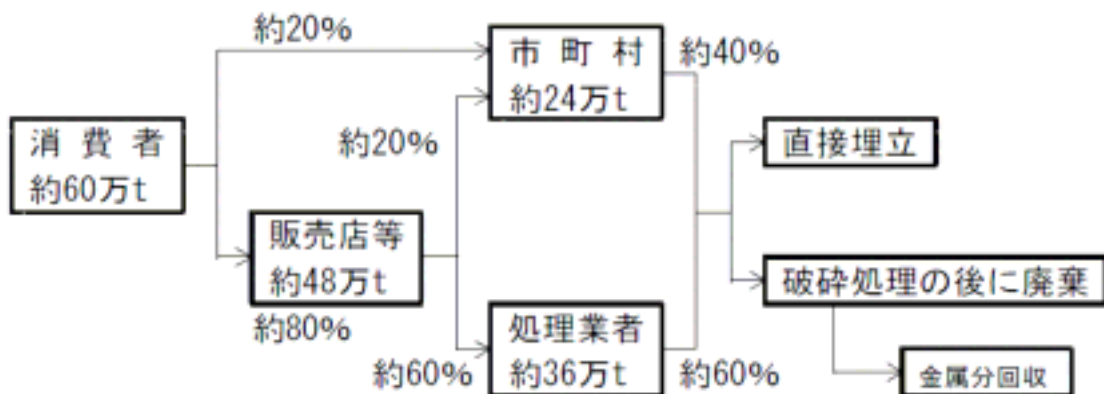 約20%
市町村
約24万t
約40%
消費者
約60万t
約20%
直接埋立
販売店等
約48万t
約80%
破砕処理の後に廃棄
処理業者
約36万t
約60%
約60%
金属分回収